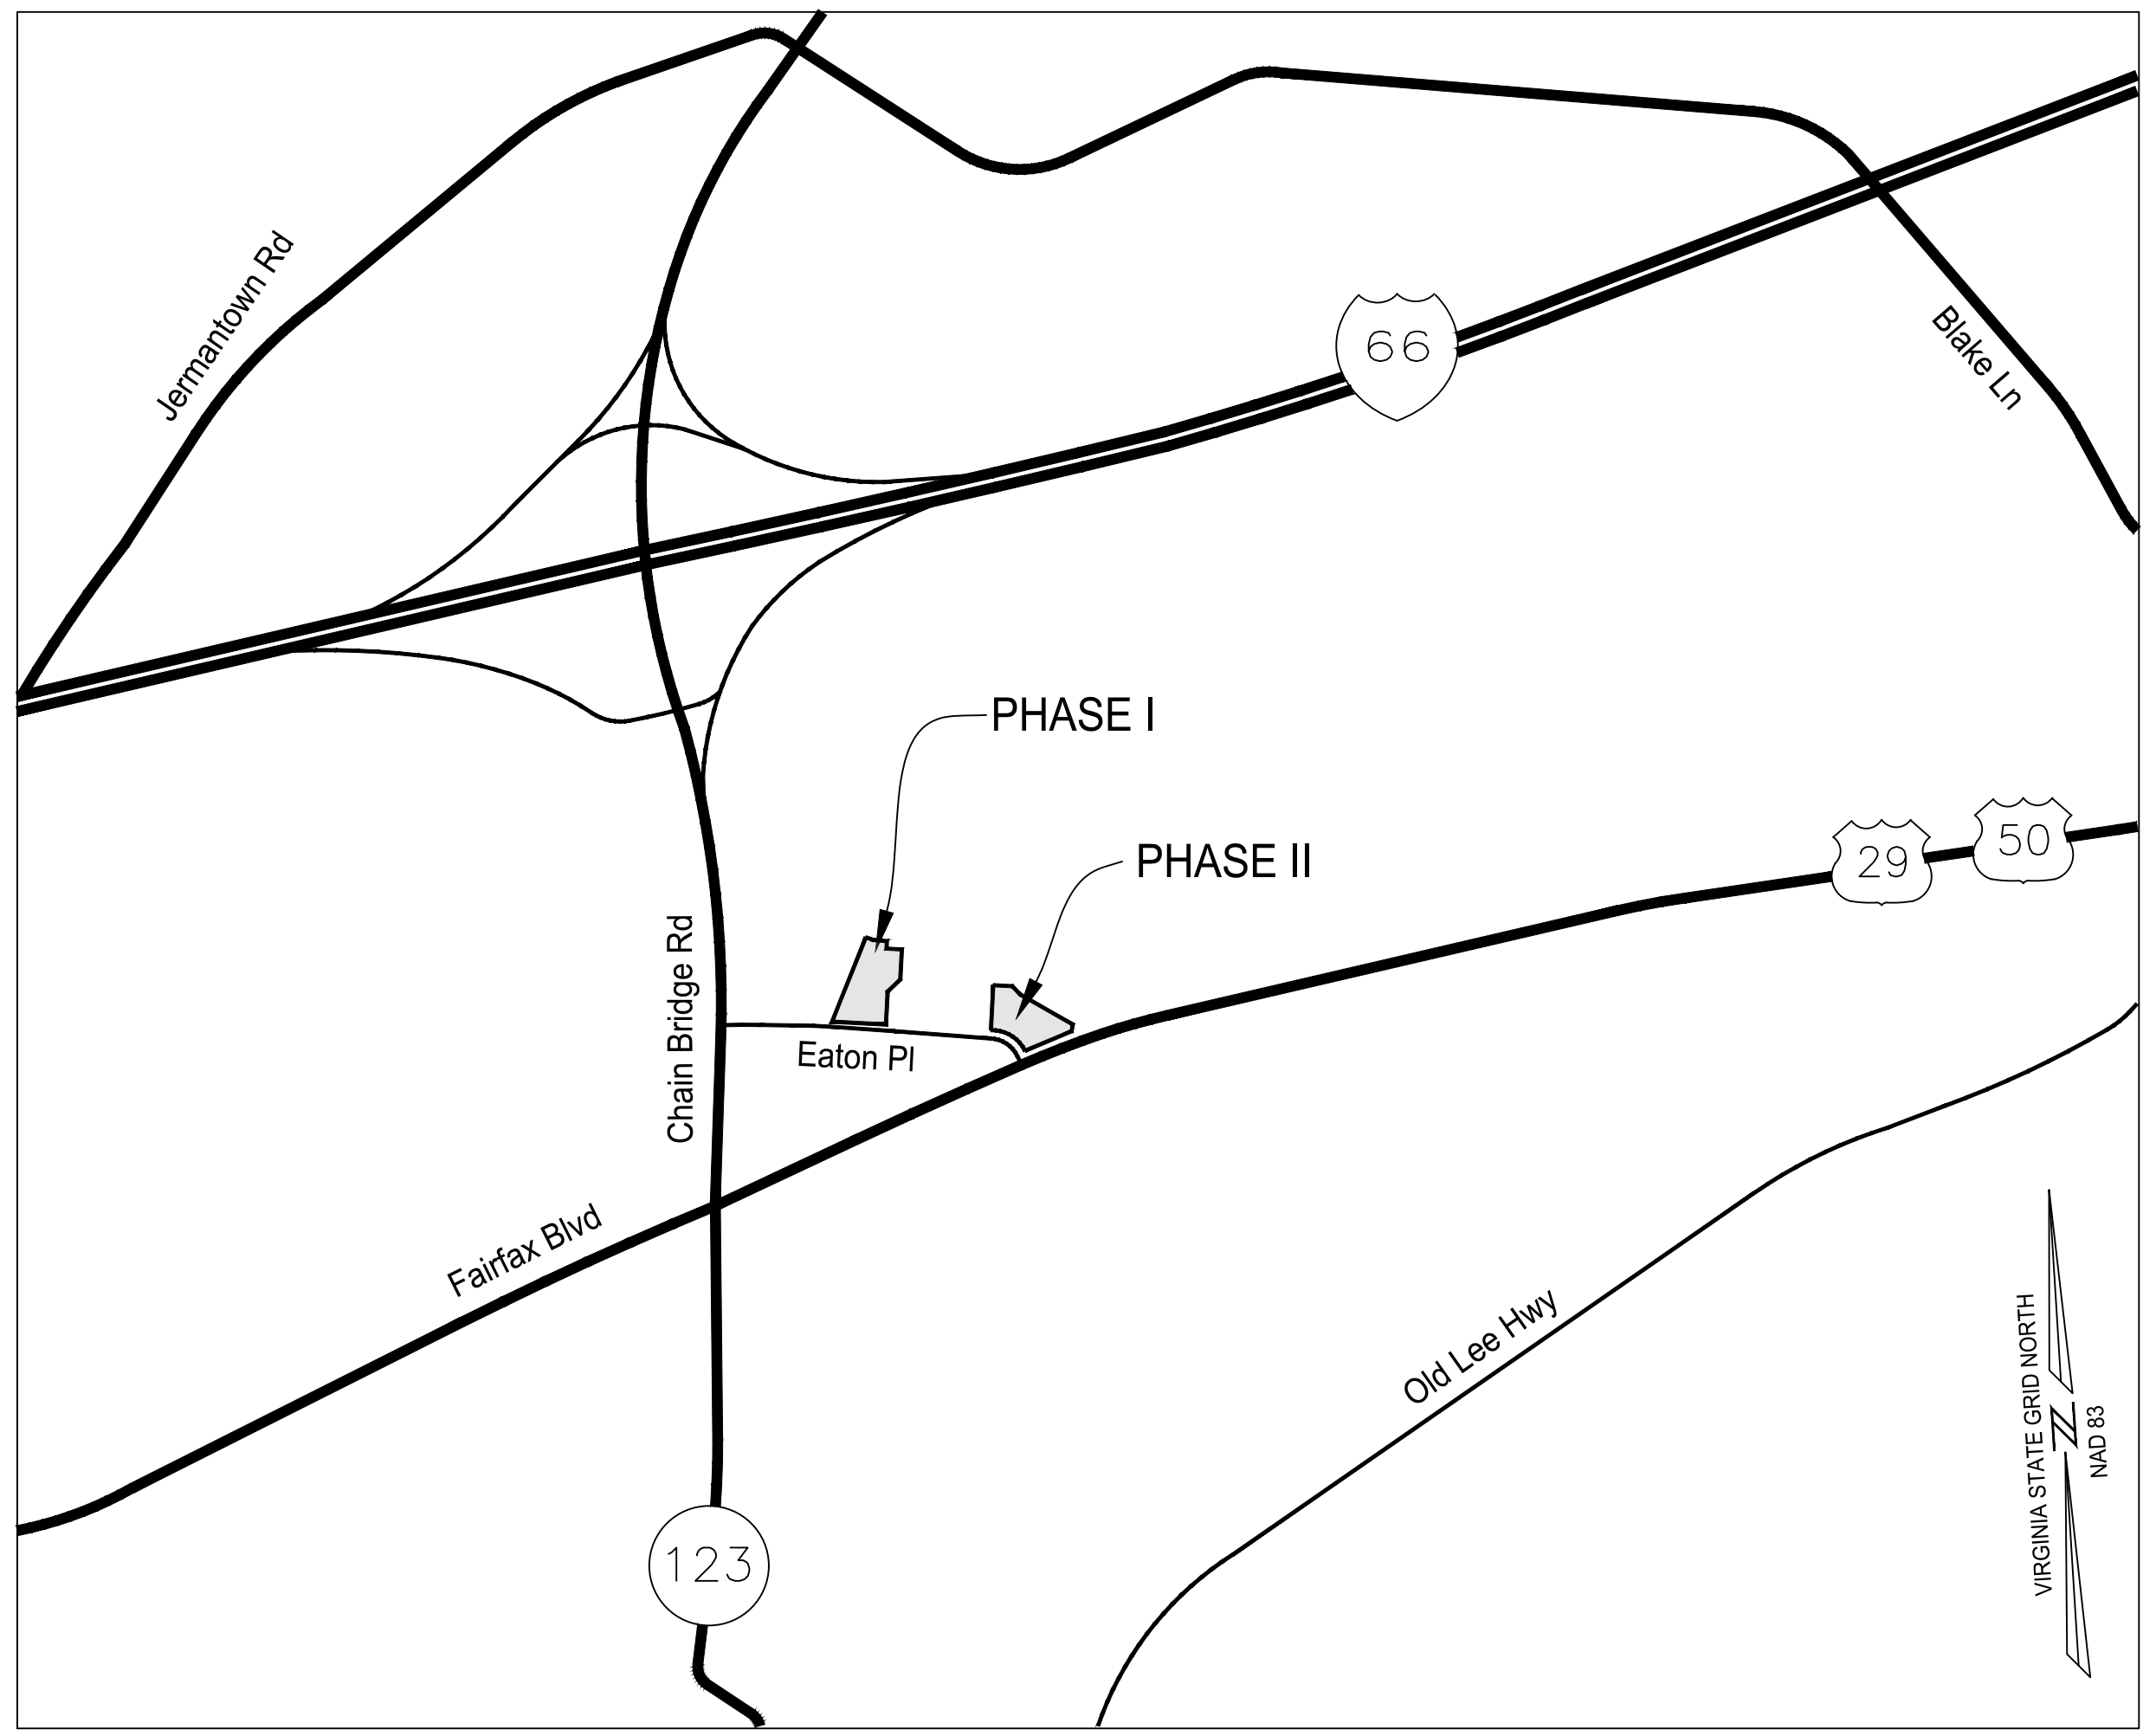 Jermantown Rd
66
Blake Ln
PHASE I
PHASE II
29
50
Chain Bridge Rd
Eaton Pl
Fairfax Blvd
Old Lee Hwy
123
VIRGINIA STATE GRID NORTH
N
NAD 83